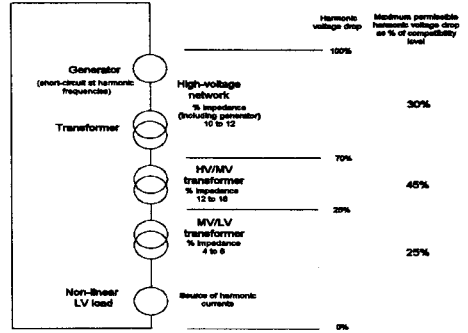 Harmonic
voltage drop
Maximum permissible
harmonic voltage drop
as % of compatibility
level
100%
Generator
(short-circuit at harmonic
frequencies)
High-voltage
network
% impedance
(including generator)
10 to 12
30%
Transformer
70%
HV/MV
transformer
% impedance
12 to 18
45%
25%
MV/LV
transformer
% impedance
4 to 6
25%
Non-linear
LV load
Source of harmonic
currents
0%